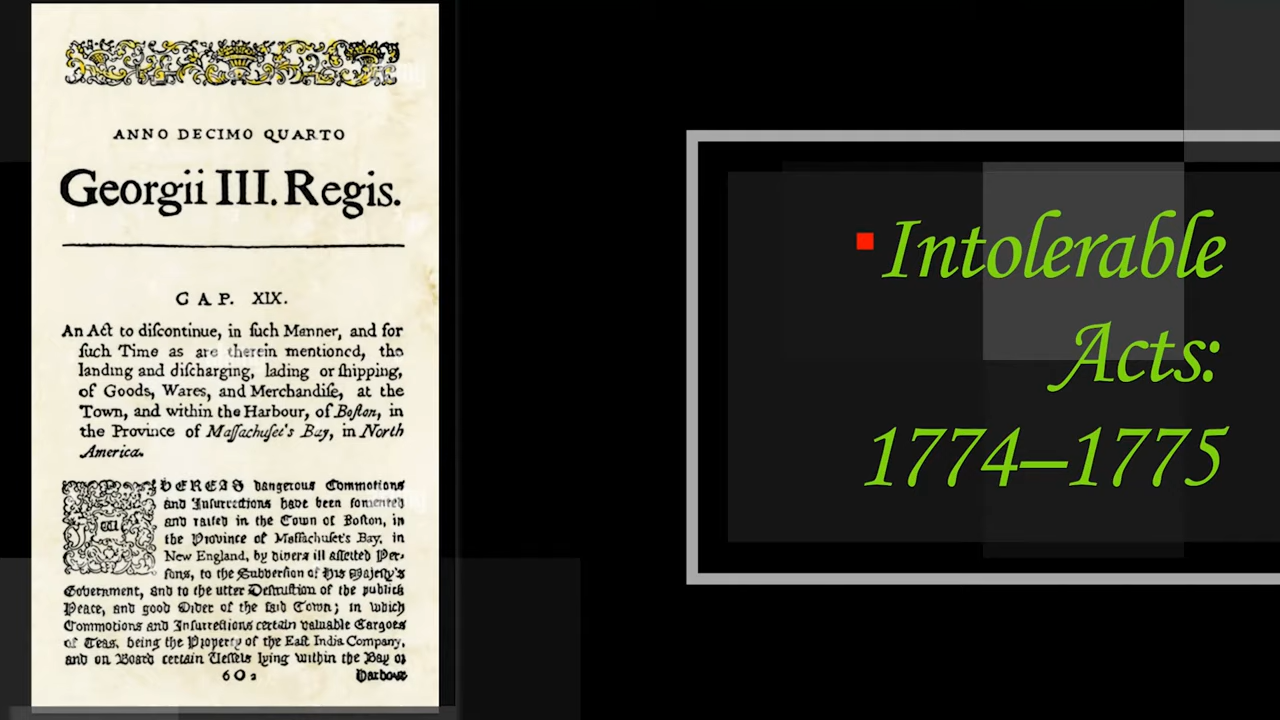 ANNO DECIMO QUARTO
Georgii III. Regis.
CAP. XIX.
An Act to diſcontinue, in ſuch Manner, and for
ſuch Time as are therein mentioned, the
landing and diſcharging, lading or ſhipping,
of Goods, Wares, and Merchandiſe, at the
Town, and within the Harbour, of Boſton, in
the Province of Maſſachuſet's Bay, in North
America.
WHEREAS dangerous Commotions
and Inſurrections have been fomented
and raiſed in the Town of Boſton, in
the Province of Maſſachuſet's Bay, in
New England, by divers ill affected Per-
ſons, to the Subverſion of His Majeſty's
Government, and to the utter Deſtruction of the publick
Peace, and good Order of the ſaid Town; in which
Commotions and Inſurrections certain valuable Cargoes
of Teas, being the Property of the Eaſt India Company,
and on Board certain Veſſels lying within the Bay or
Harbour
Intolerable
Acts:
1774–1775